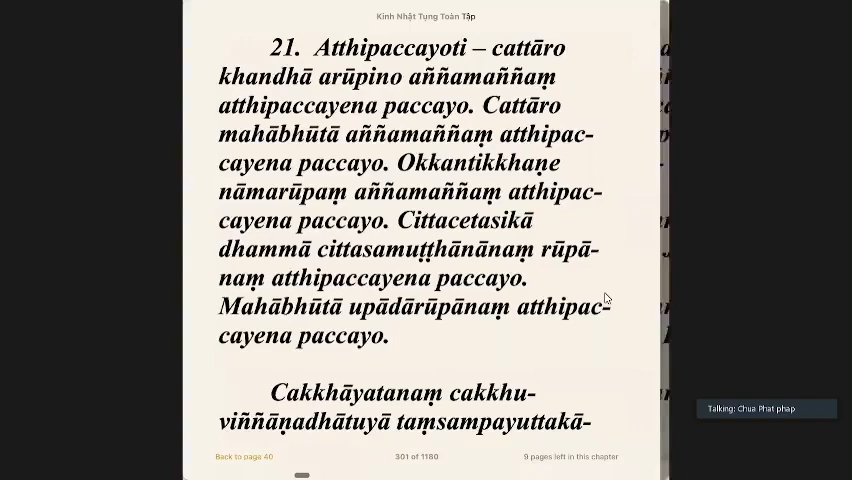 Kinh Nhật Tụng Toàn Tập
21. Atthipaccayoti – cattāro
khandhā arūpino aññamaññaṃ
atthipaccayena paccayo. Cattāro
mahābhūtā aññamaññaṃ atthipac-
cayena paccayo. Okkantikkhaṇe
nāmarūpaṃ aññamaññaṃ atthipac-
cayena paccayo. Cittacetasikā
dhammā cittasamuṭṭhānānaṃ rūpā-
naṃ atthipaccayena paccayo.
Mahābhūtā upādārūpānaṃ atthipac-
cayena paccayo.
Cakkhāyatanaṃ cakkhu-
viññāṇadhātuyā taṃsampayuttakā-
Talking: Chua Phat phap
Back to page 40
301 of 1180
9 pages left in this chapter